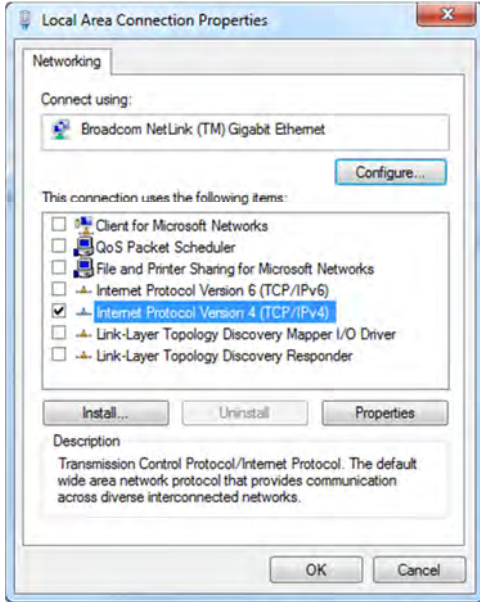 Local Area Connection Properties
Networking
Connect using:
Broadcom NetLink (TM) Gigabit Ethernet
Configure...
This connection uses the following items:
Client for Microsoft Networks
QoS Packet Scheduler
File and Printer Sharing for Microsoft Networks
Internet Protocol Version 6 (TCP/IPv6)
Internet Protocol Version 4 (TCP/IPv4)
Link-Layer Topology Discovery Mapper I/O Driver
Link-Layer Topology Discovery Responder
Install...
Uninstall
Properties
Description
Transmission Control Protocol/Internet Protocol. The default
wide area network protocol that provides communication
across diverse interconnected networks.
OK
Cancel